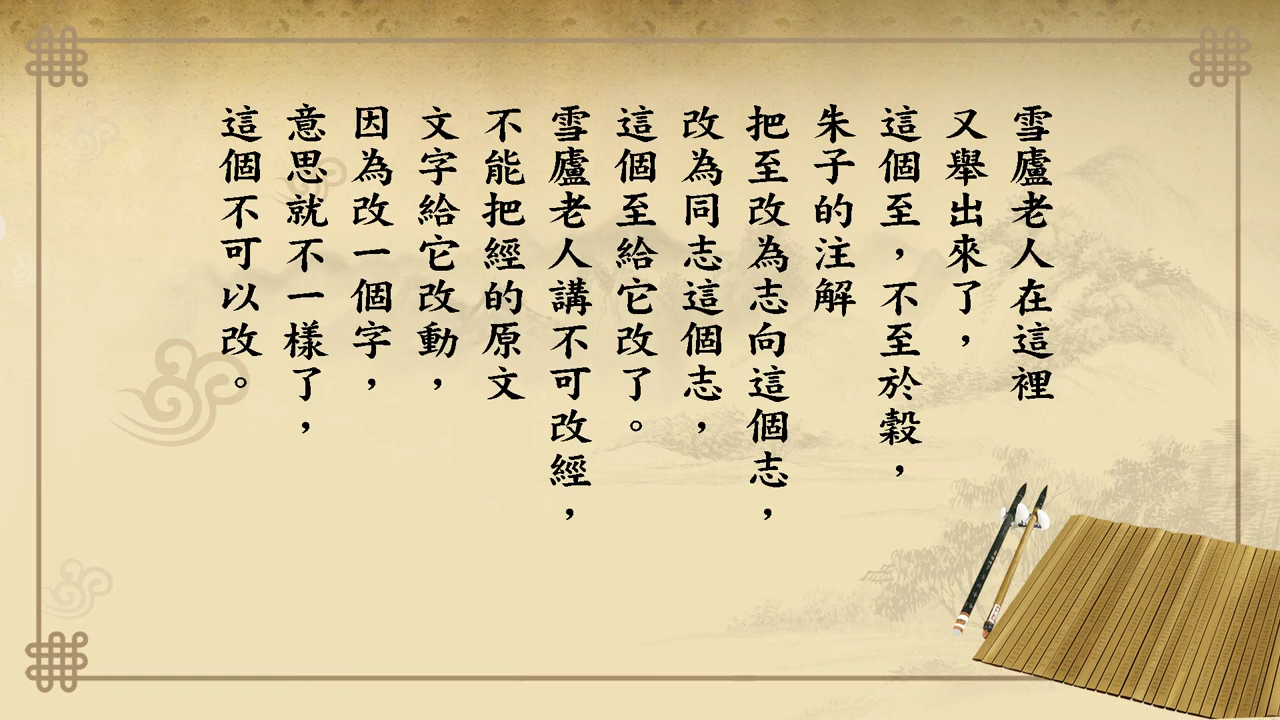 雪廬老人在這裡
又舉出來了，
這個至，不至於穀，
朱子的注解
把至改為志向這個志，
改為同志這個志，
這個至給它改了。
雪廬老人講不可改經，
不能把經的原文
文字給它改動，
因為改一個字，
意思就不一樣了，
這個不可以改。